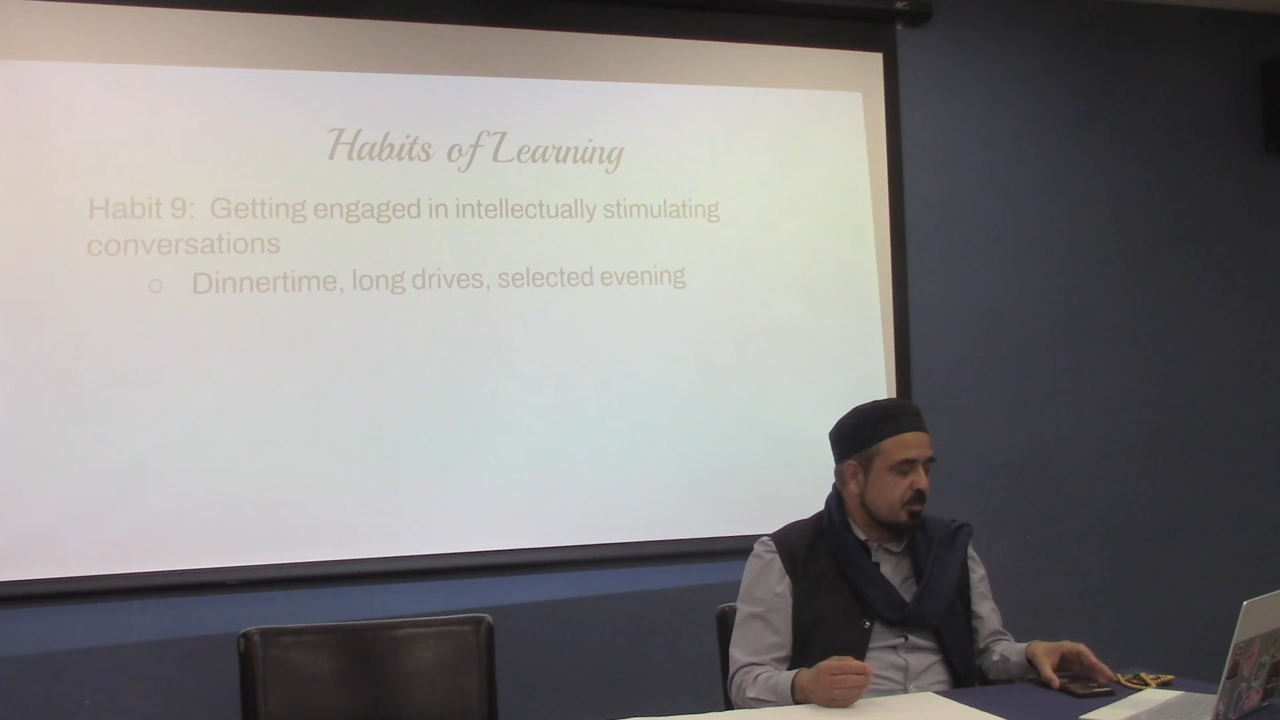 Habits of Learning
Habit 9: Getting engaged in intellectually stimulating
conversations
○ Dinnertime, long drives, selected evening